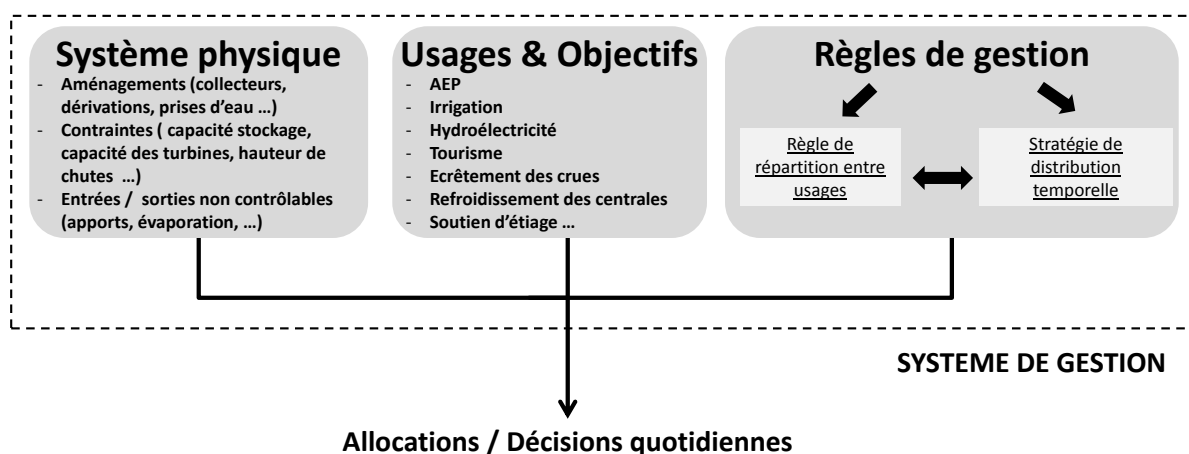 Système physique
- Aménagements (collecteurs,
dérivations, prises d'eau …)
- Contraintes ( capacité stockage,
capacité des turbines, hauteur de
chutes …)
- Entrées / sorties non contrôlables
(apports, évaporation, …)
Usages & Objectifs
- AEP
- Irrigation
- Hydroélectricité
- Tourisme
- Ecrêtement des crues
- Refroidissement des centrales
- Soutien d'étiage …
Règles de gestion
Règle de
répartition entre
usages
Stratégie de
distribution
temporelle
SYSTEME DE GESTION
Allocations / Décisions quotidiennes